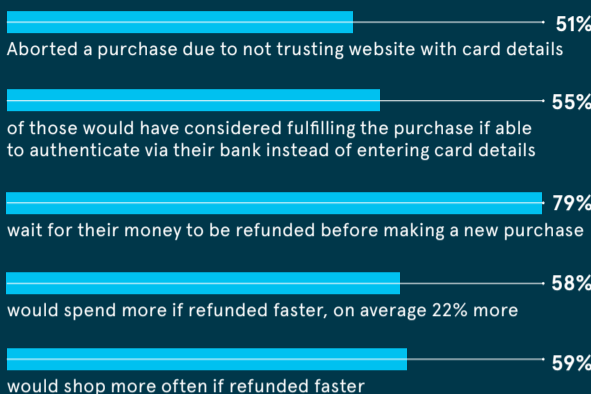 51%
Aborted a purchase due to not trusting website with card details
55%
of those would have considered fulfilling the purchase if able
to authenticate via their bank instead of entering card details
79%
wait for their money to be refunded before making a new purchase
58%
would spend more if refunded faster, on average 22% more
59%
would shop more often if refunded faster